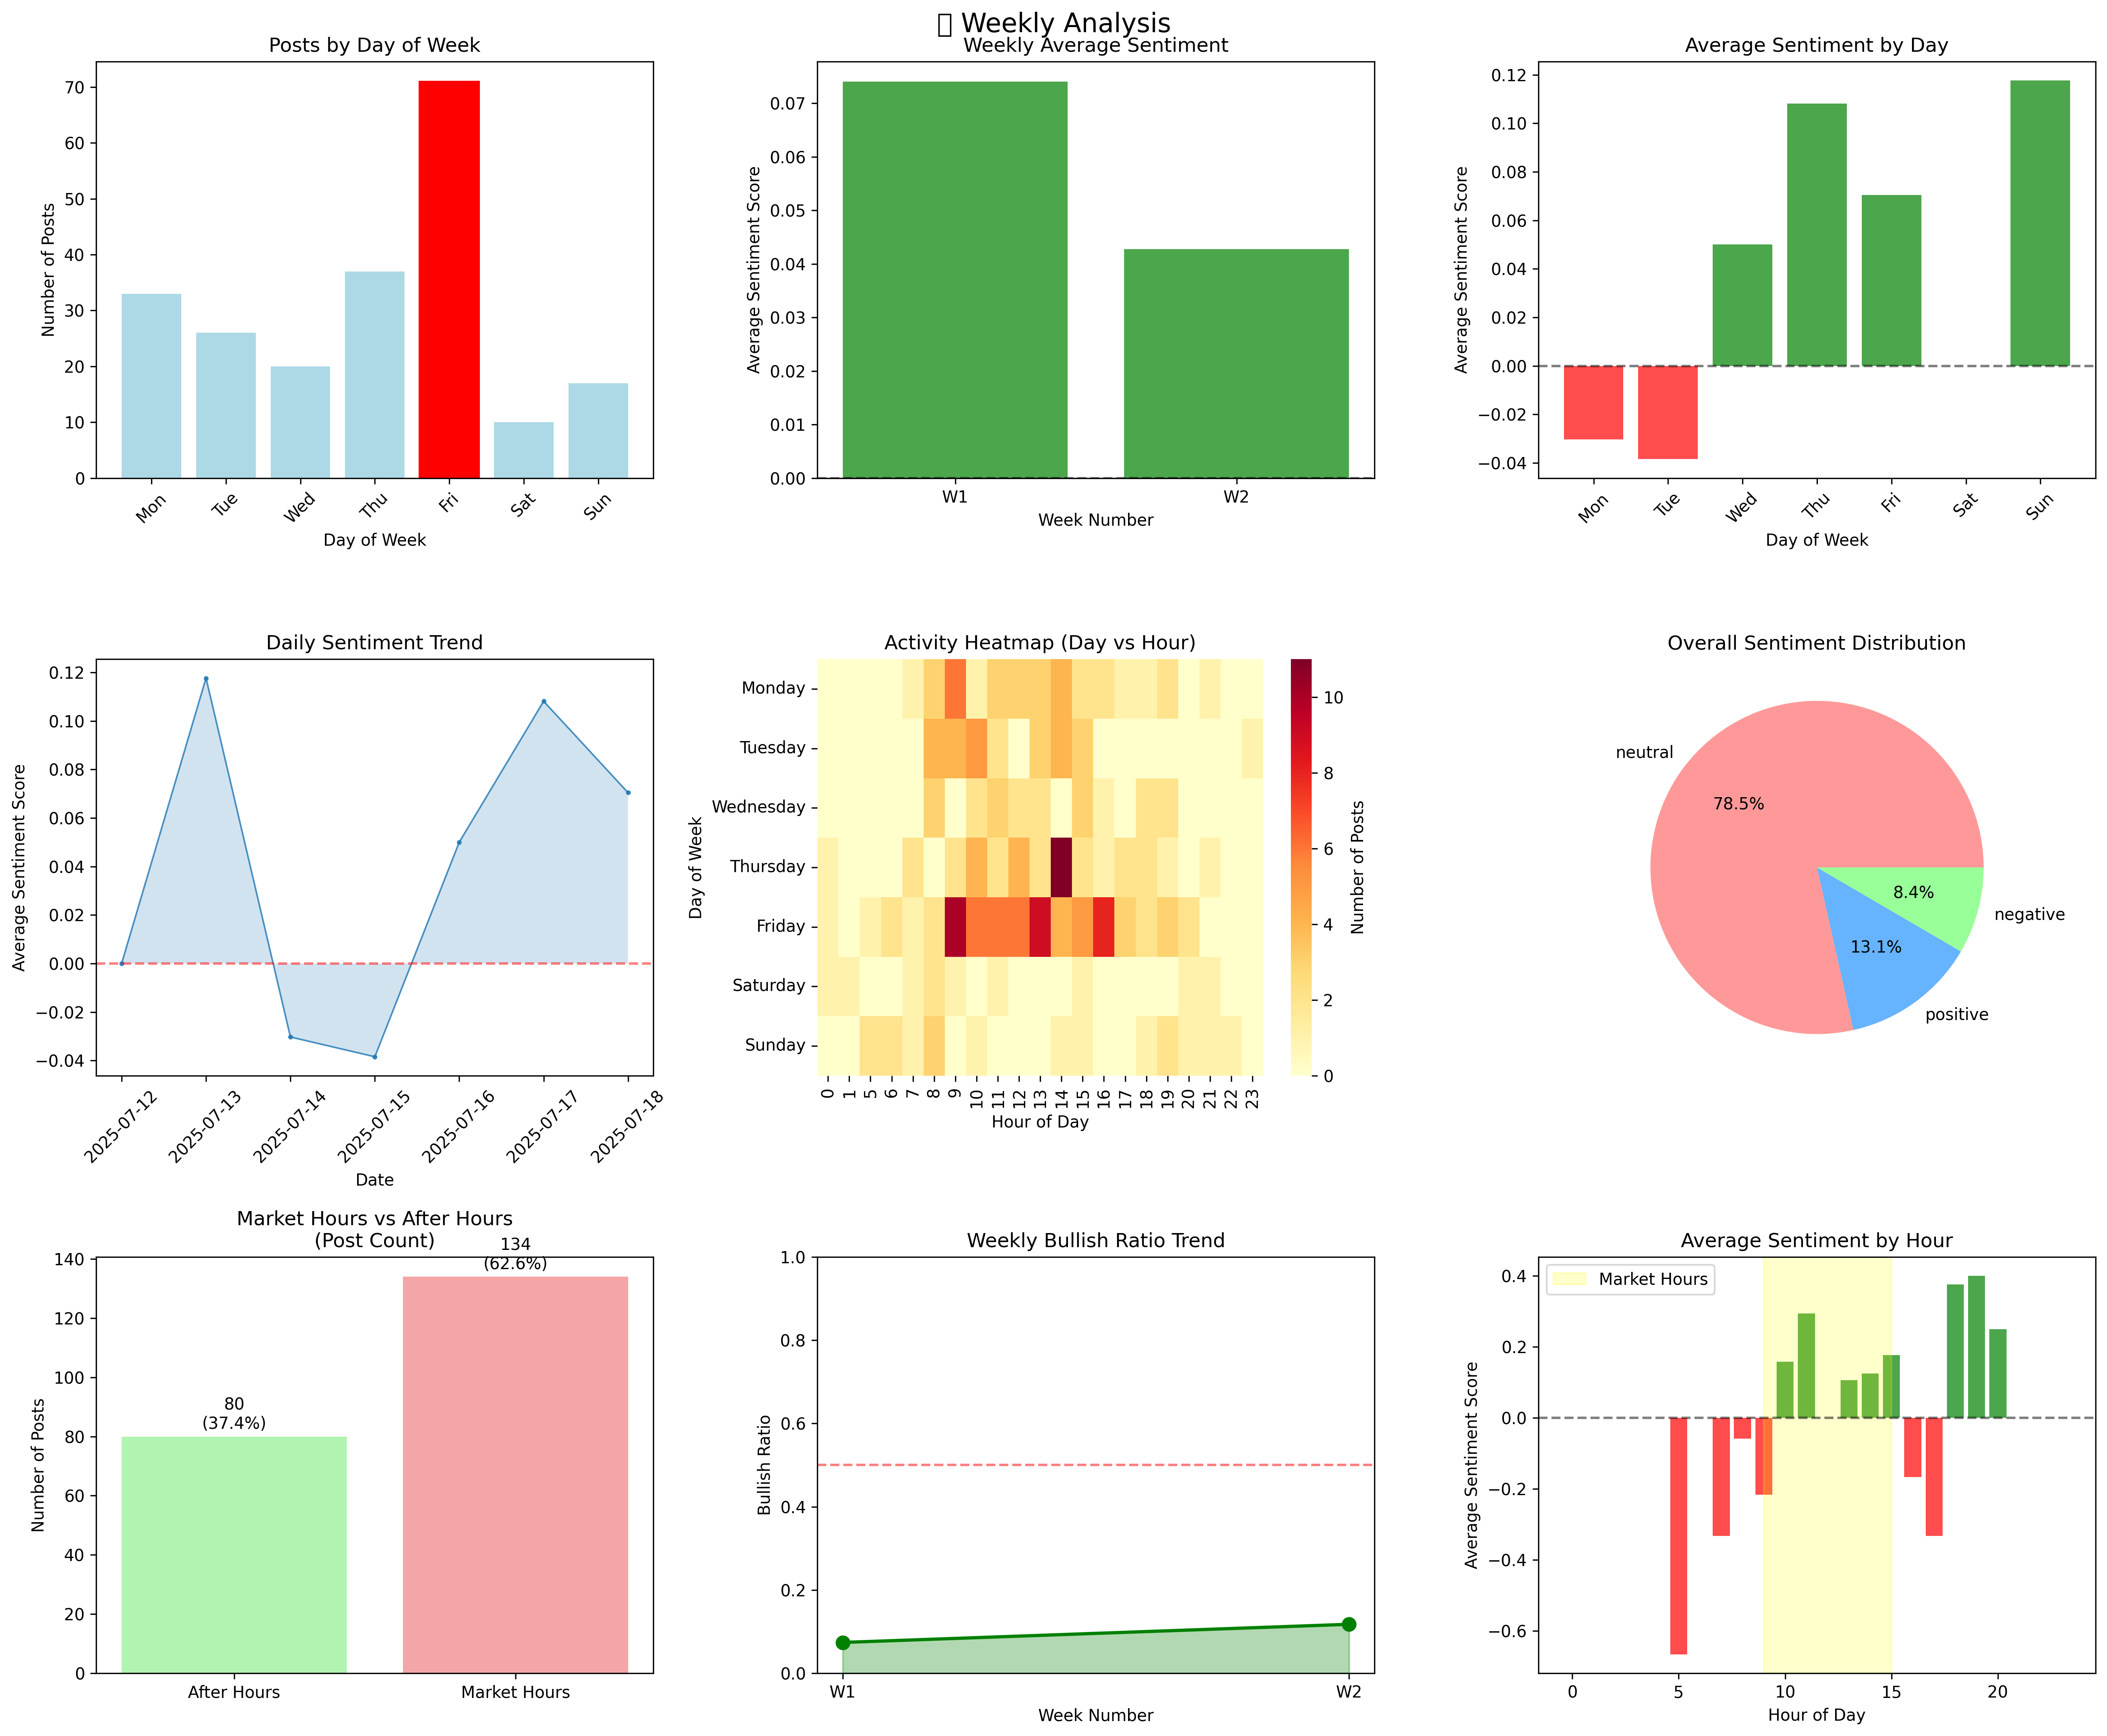 Weekly Analysis
Posts by Day of Week
Number of Posts
70
60
50
40
30
20
10
0
Mon
Tue
Wed
Thu
Fri
Sat
Sun
Day of Week
Weekly Average Sentiment
Average Sentiment Score
0.07
0.06
0.05
0.04
0.03
0.02
0.01
0.00
W1
W2
Week Number
Average Sentiment by Day
Average Sentiment Score
0.12
0.10
0.08
0.06
0.04
0.02
0.00
−0.02
−0.04
Mon
Tue
Wed
Thu
Fri
Sat
Sun
Day of Week
Daily Sentiment Trend
Average Sentiment Score
0.12
0.10
0.08
0.06
0.04
0.02
0.00
−0.02
−0.04
2025-07-12
2025-07-13
2025-07-14
2025-07-15
2025-07-16
2025-07-17
2025-07-18
Date
Activity Heatmap (Day vs Hour)
Day of Week
Monday
Tuesday
Wednesday
Thursday
Friday
Saturday
Sunday
0
1
5
6
7
8
9
10
11
12
13
14
15
16
17
18
19
20
21
22
23
Hour of Day
10
8
6
4
2
0
Number of Posts
Overall Sentiment Distribution
neutral
78.5%
8.4%
negative
13.1%
positive
Market Hours vs After Hours
(Post Count)
Number of Posts
140
120
100
80
60
40
20
0
80
(37.4%)
134
(62.6%)
After Hours
Market Hours
Weekly Bullish Ratio Trend
Bullish Ratio
1.0
0.8
0.6
0.4
0.2
0.0
W1
W2
Week Number
Average Sentiment by Hour
Market Hours
Average Sentiment Score
0.4
0.2
0.0
−0.2
−0.4
−0.6
0
5
10
15
20
Hour of Day